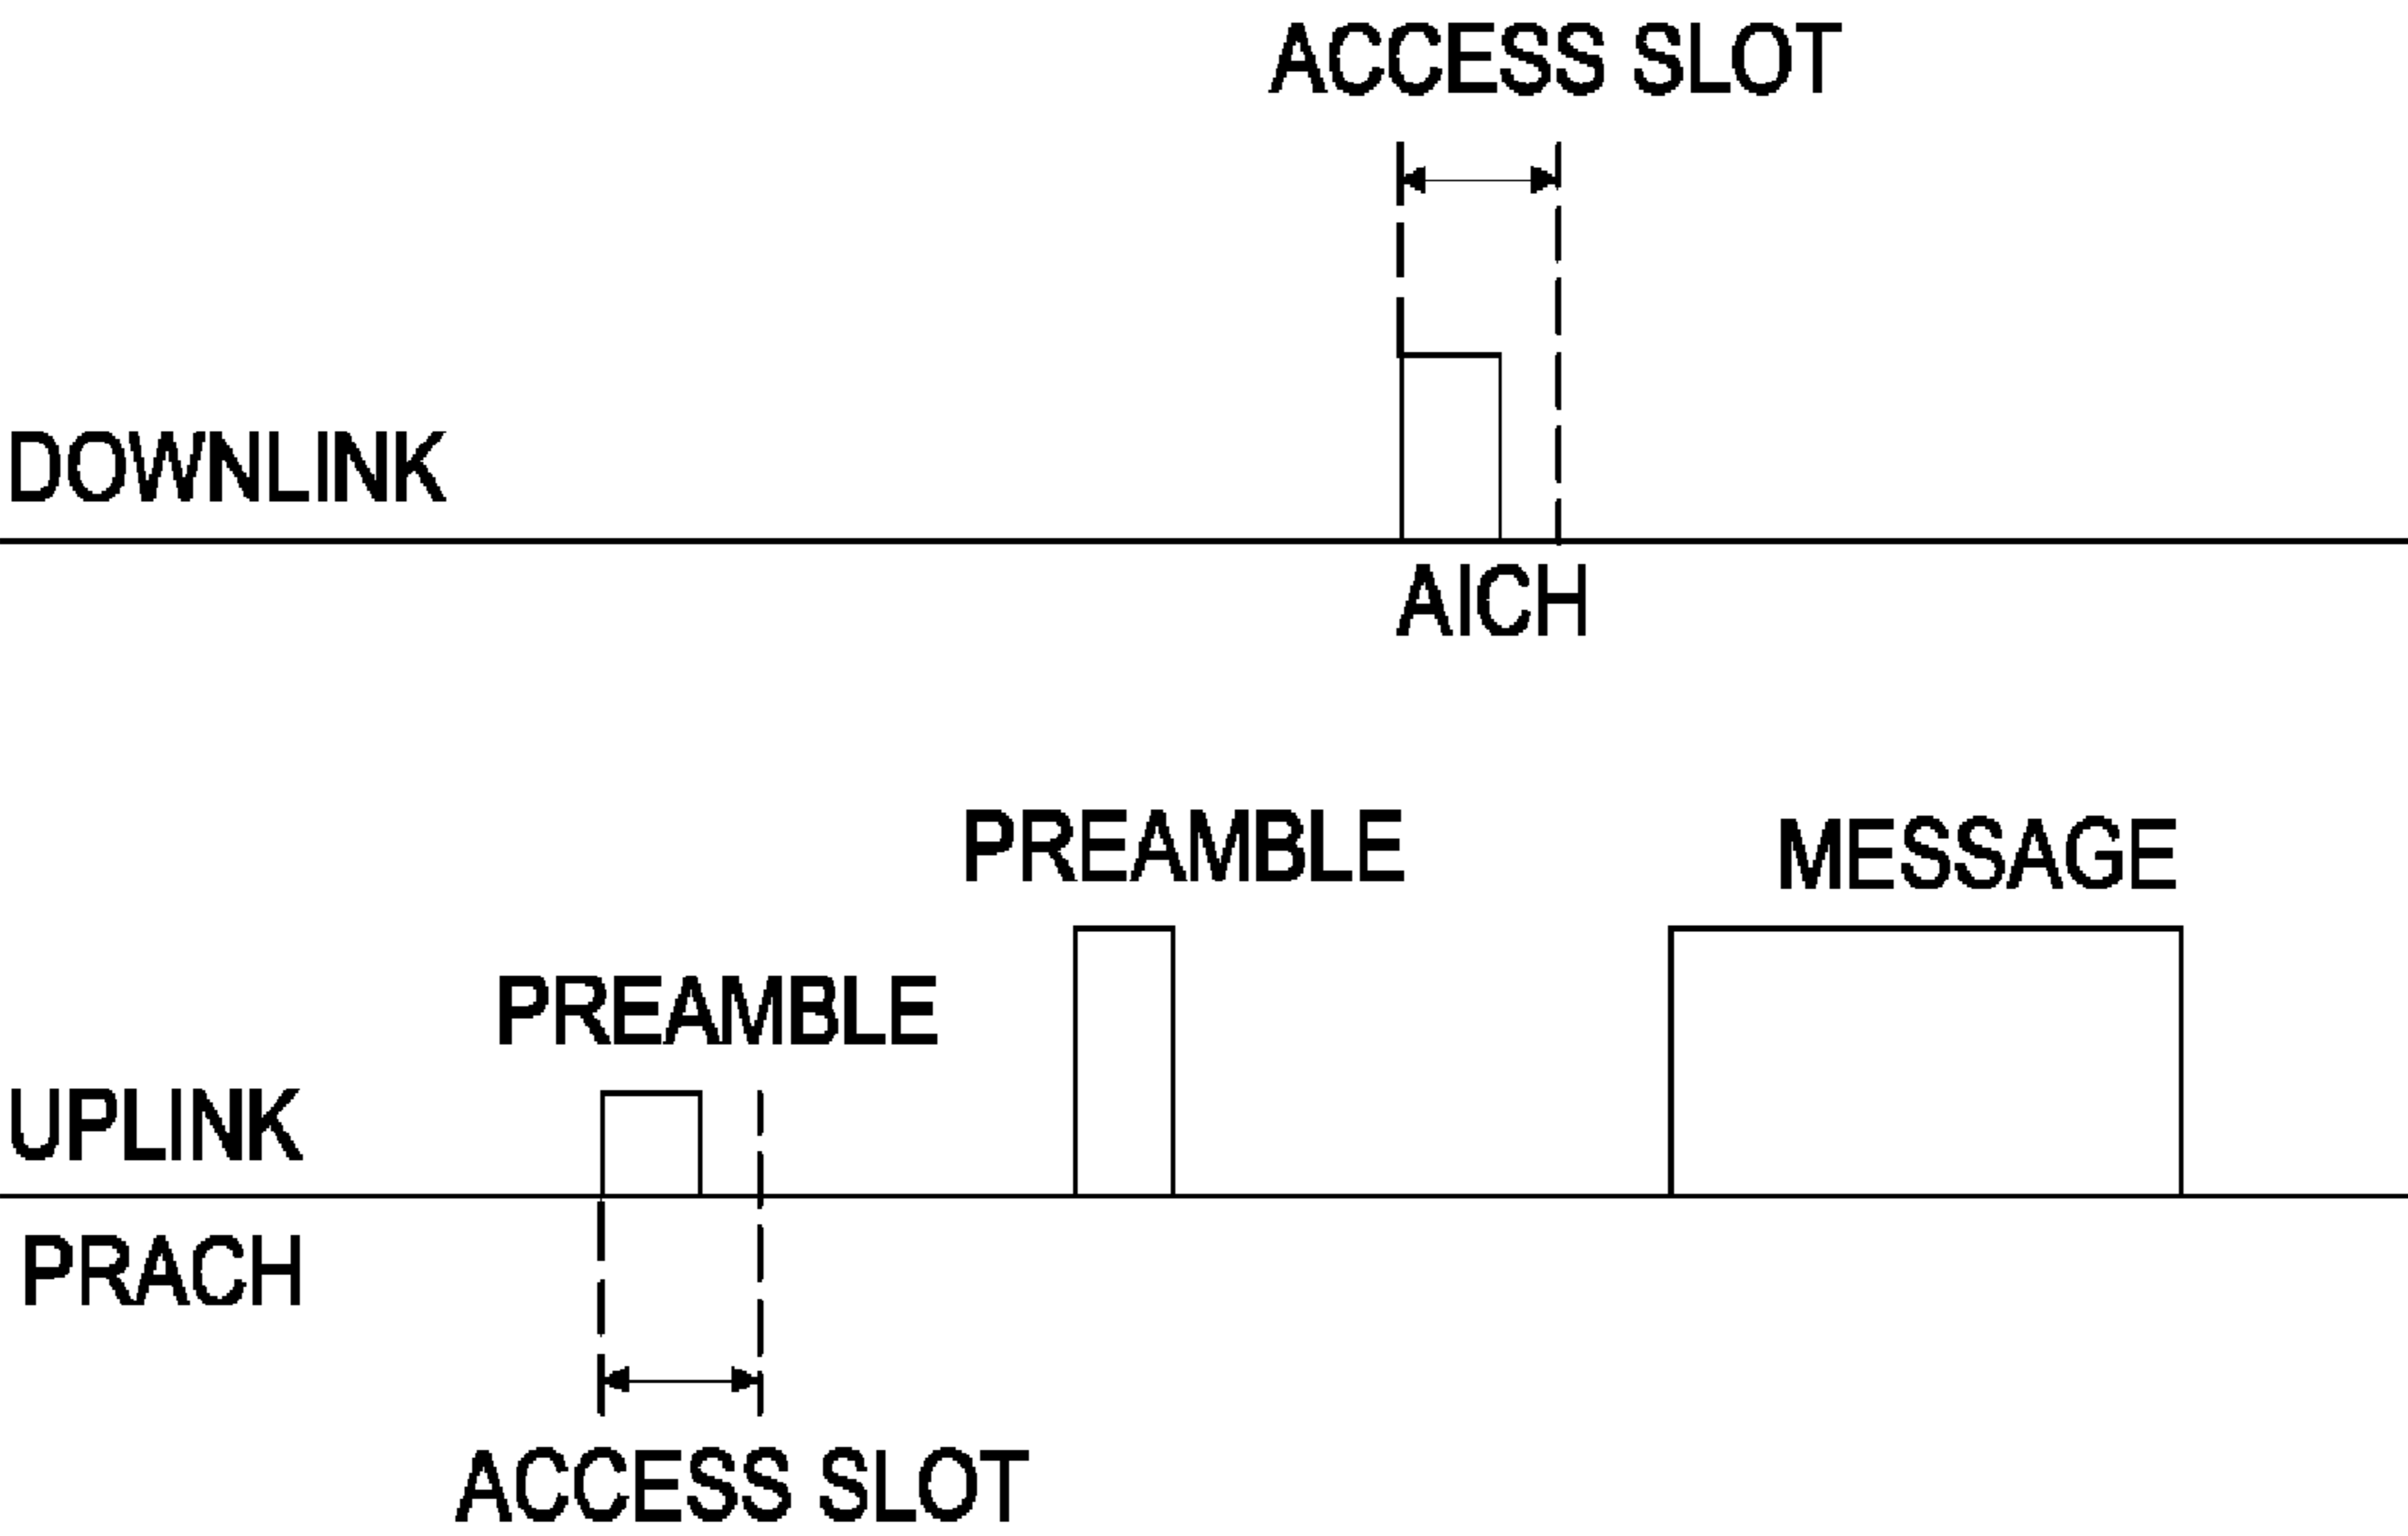 ACCESS SLOT
DOWNLINK
AICH
PREAMBLE
MESSAGE
PREAMBLE
UPLINK
PRACH
ACCESS SLOT